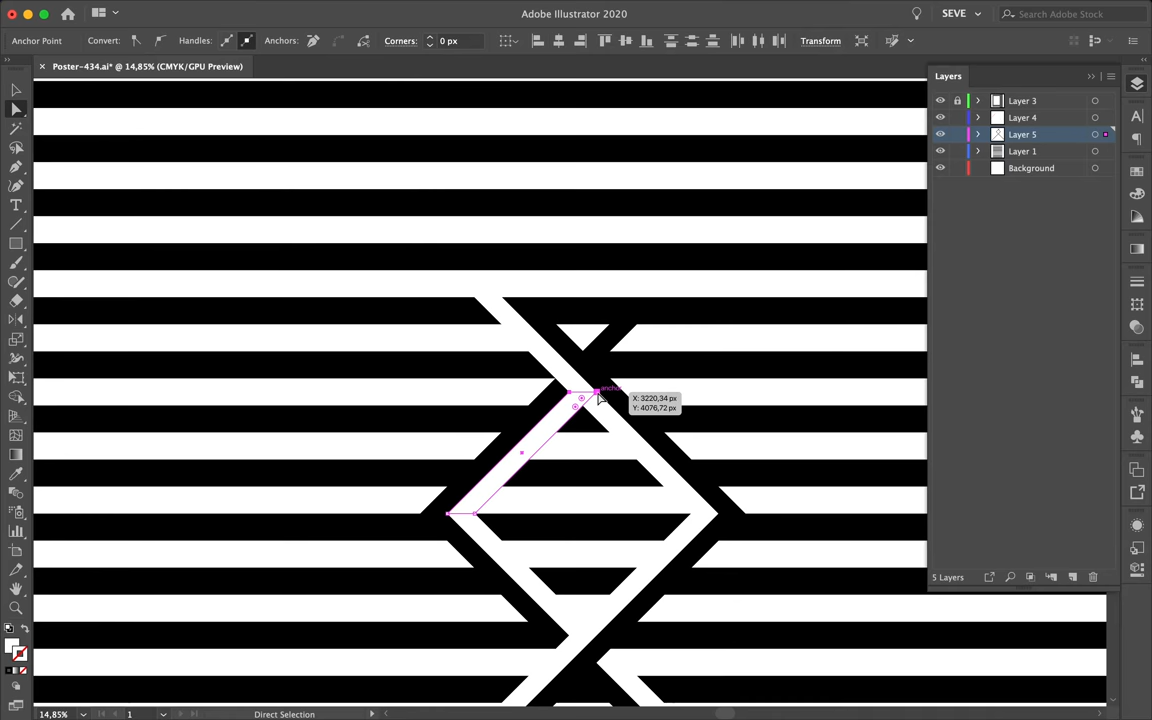 Adobe Illustrator 2020
SEVE
Search Adobe Stock
Anchor Point
Convert:
Handles:
Anchors:
Corners:
0 px
Transform
× Poster-434.ai* @ 14,85% (CMYK/GPU Preview)
Layers
Layer 3
Layer 4
Layer 5
Layer 1
Background
anchor
X: 3220,34 px
Y: 4076,72 px
5 Layers
14,85%
1
Direct Selection